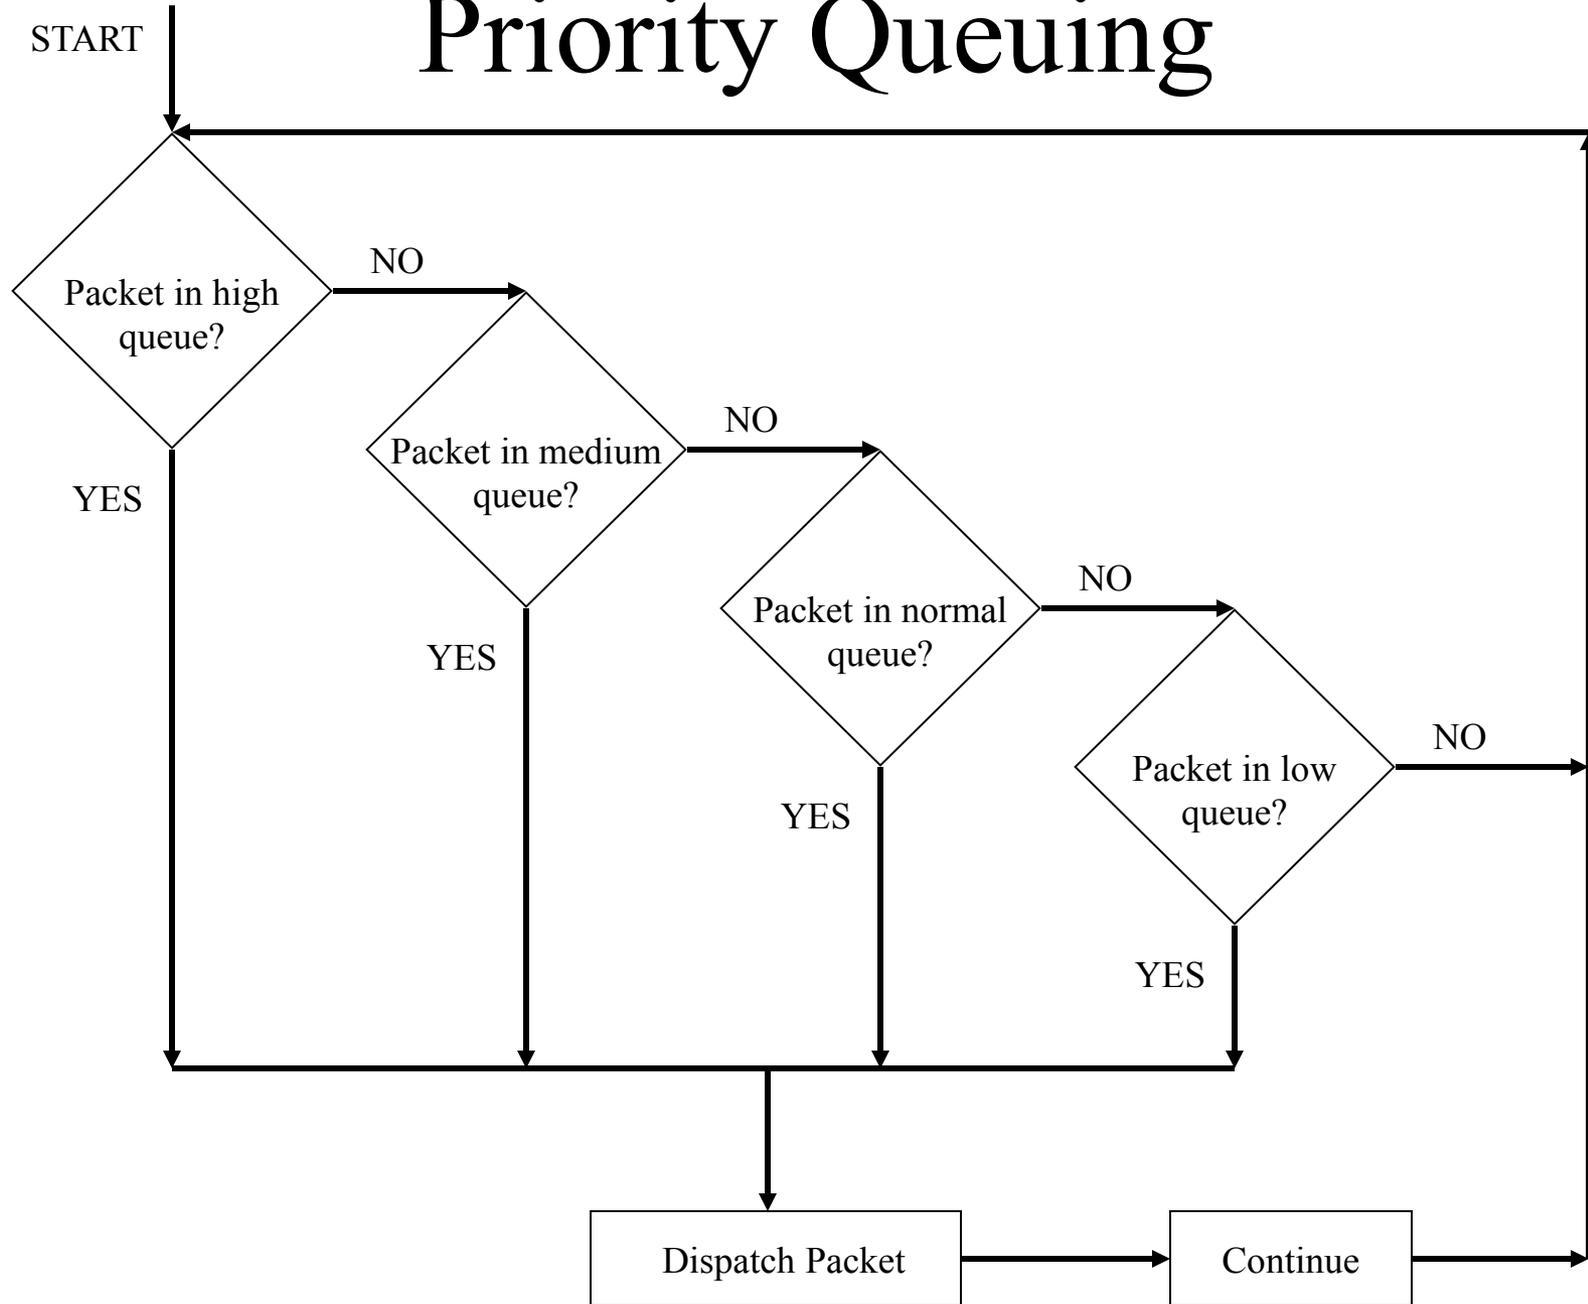 Priority Queuing
START
NO
Packet in high
queue?
NO
Packet in medium
queue?
YES
NO
Packet in normal
queue?
YES
NO
Packet in low
queue?
YES
YES
Dispatch Packet
Continue